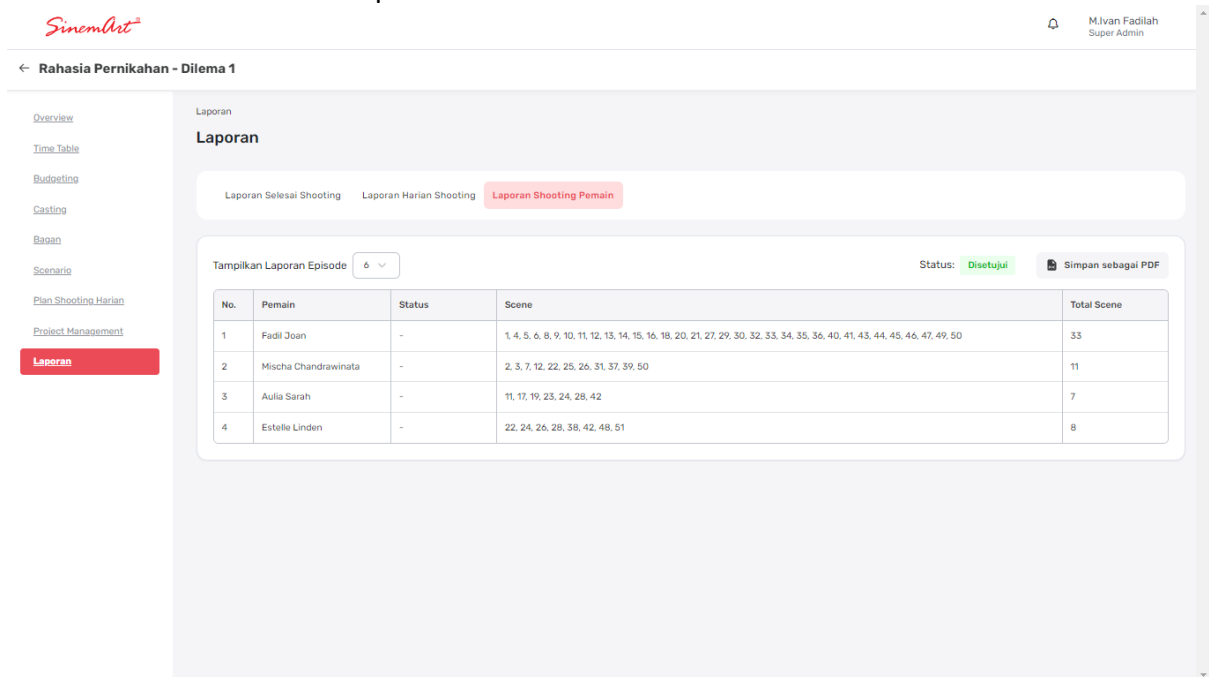 SinemArt
M.Ivan Fadilah
Super Admin
← Rahasia Pernikahan - Dilema 1
Overview
Time Table
Budgeting
Casting
Bagan
Scenario
Plan Shooting Harian
Project Management
Laporan
Laporan
Laporan
Laporan Selesai Shooting Laporan Harian Shooting Laporan Shooting Pemain
Tampilkan Laporan Episode 6 Status: Disetujui Simpan sebagai PDF
No. Pemain Status Scene Total Scene
1 Fadil Joan - 1, 4, 5, 6, 8, 9, 10, 11, 12, 13, 14, 15, 16, 18, 20, 21, 27, 29, 30, 32, 33, 34, 35, 36, 40, 41, 43, 44, 45, 46, 47, 49, 50 33
2 Mischa Chandrawinata - 2, 3, 7, 12, 22, 25, 26, 31, 37, 39, 50 11
3 Aulia Sarah - 11, 17, 19, 23, 24, 28, 42 7
4 Estelle Linden - 22, 24, 26, 28, 38, 42, 48, 51 8